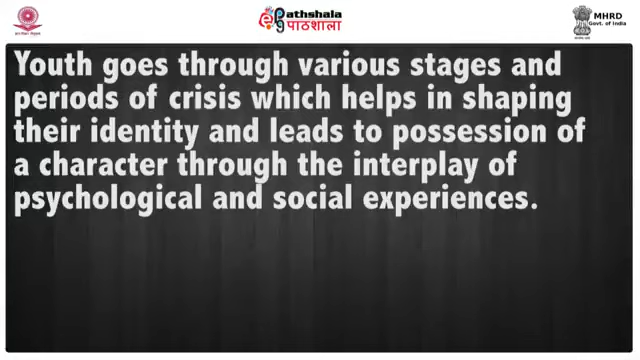 ePathshala
पाठशाला
MHRD
Govt. of India
Youth goes through various stages and
periods of crisis which helps in shaping
their identity and leads to possession of
a character through the interplay of
psychological and social experiences.